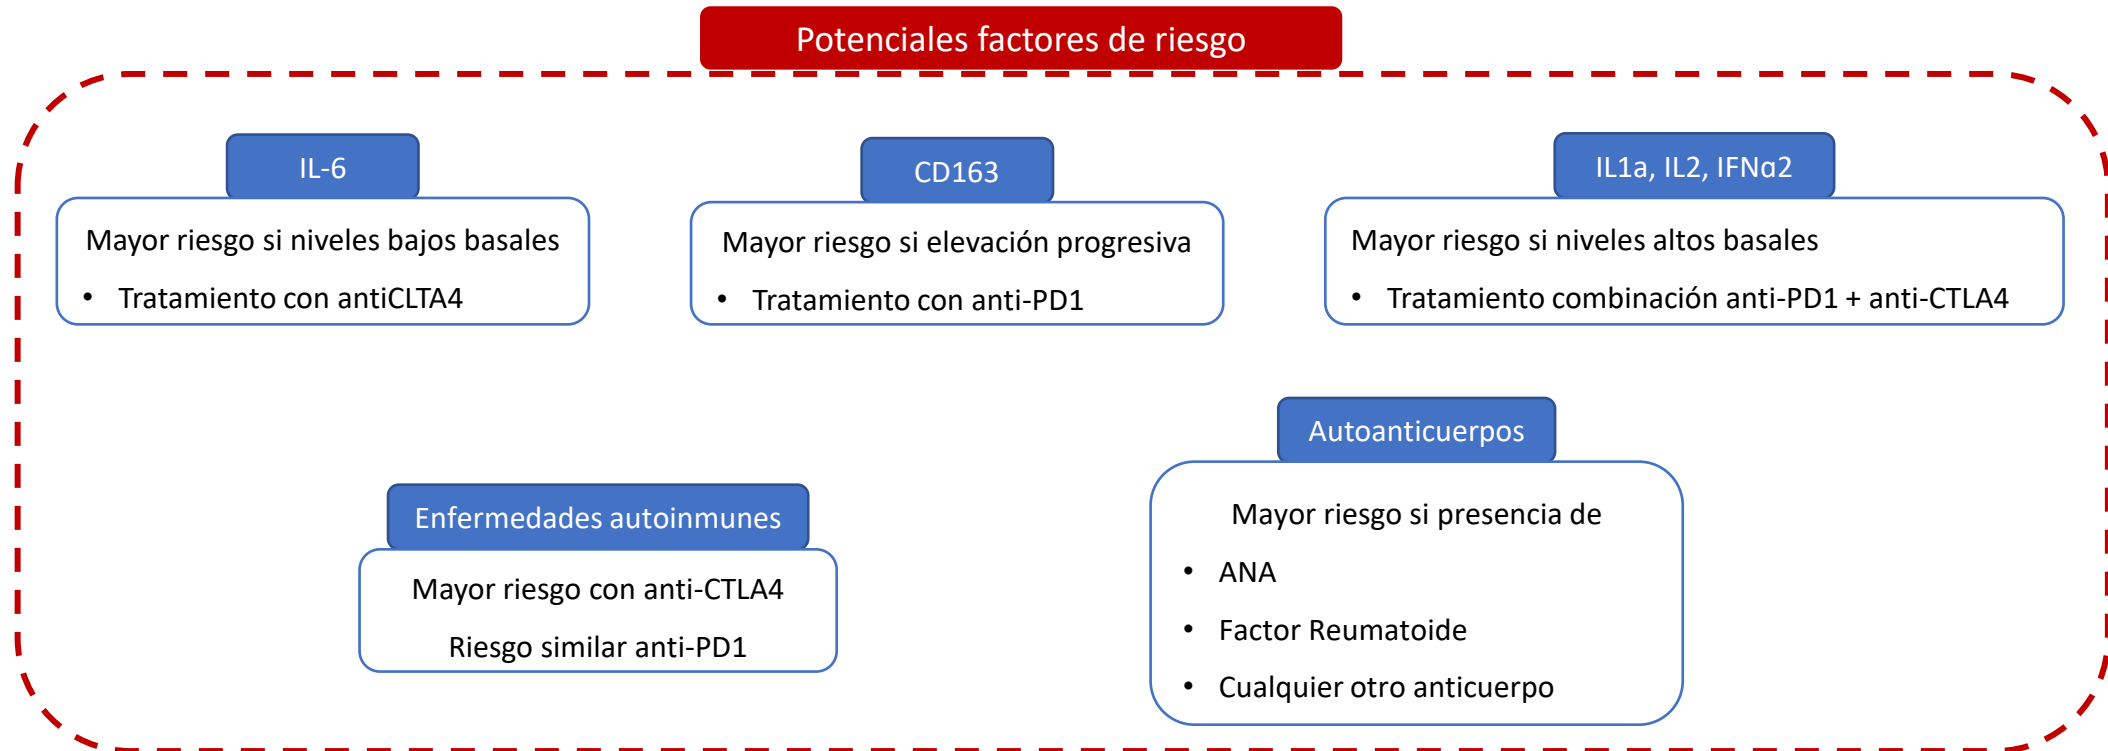 Potenciales factores de riesgo
IL-6
Mayor riesgo si niveles bajos basales
• Tratamiento con antiCLTA4
CD163
Mayor riesgo si elevación progresiva
• Tratamiento con anti-PD1
IL1a, IL2, IFNα2
Mayor riesgo si niveles altos basales
• Tratamiento combinación anti-PD1 + anti-CTLA4
Enfermedades autoinmunes
Mayor riesgo con anti-CTLA4
Riesgo similar anti-PD1
Autoanticuerpos
Mayor riesgo si presencia de
• ANA
• Factor Reumatoide
• Cualquier otro anticuerpo